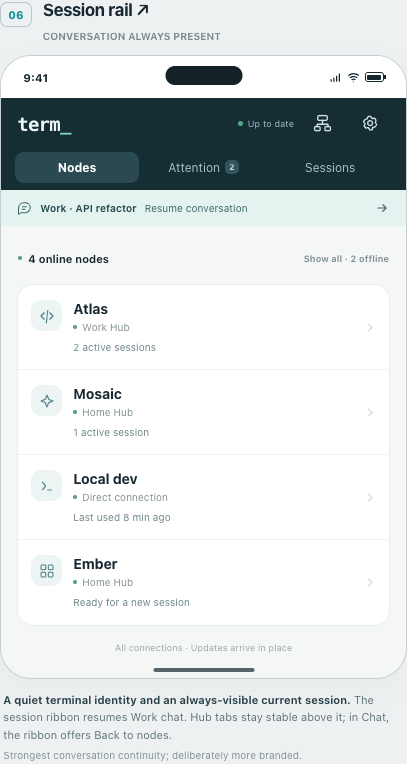 06
Session rail ↗
CONVERSATION ALWAYS PRESENT
9:41
term_
Up to date
Nodes
Attention 2
Sessions
Work · API refactor Resume conversation →
4 online nodes
Show all · 2 offline
Atlas
Work Hub
2 active sessions
Mosaic
Home Hub
1 active session
Local dev
Direct connection
Last used 8 min ago
Ember
Home Hub
Ready for a new session
All connections · Updates arrive in place
A quiet terminal identity and an always-visible current session. The
session ribbon resumes Work chat. Hub tabs stay stable above it; in Chat,
the ribbon offers Back to nodes.
Strongest conversation continuity; deliberately more branded.